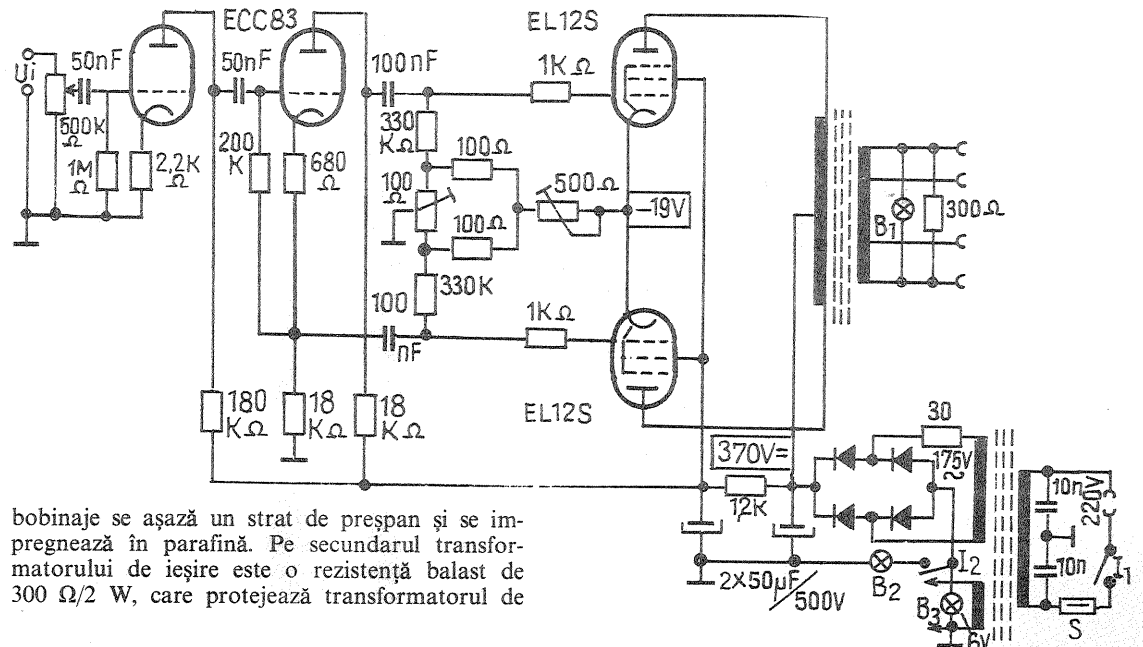 ECC83
EL12S
Ui
50nF
50nF
100nF
1KΩ
500K
Ω
1M
Ω
2,2K
Ω
200
K
680
Ω
330
KΩ
100Ω
100
Ω
100Ω
500Ω
-19V
B1
300Ω
330K
100
nF
1KΩ
EL12S
180
KΩ
18
KΩ
18
KΩ
370V=
30
175V
~
1,2K
10n
10n
220V
2×50μF/500V
B2
I2
B3
6V
S
I1
bobinaje se așază un strat de preșpan și se im-
pregnează în parafină. Pe secundarul transfor-
matorului de ieșire este o rezistență balast de
300 Ω/2 W, care protejează transformatorul de